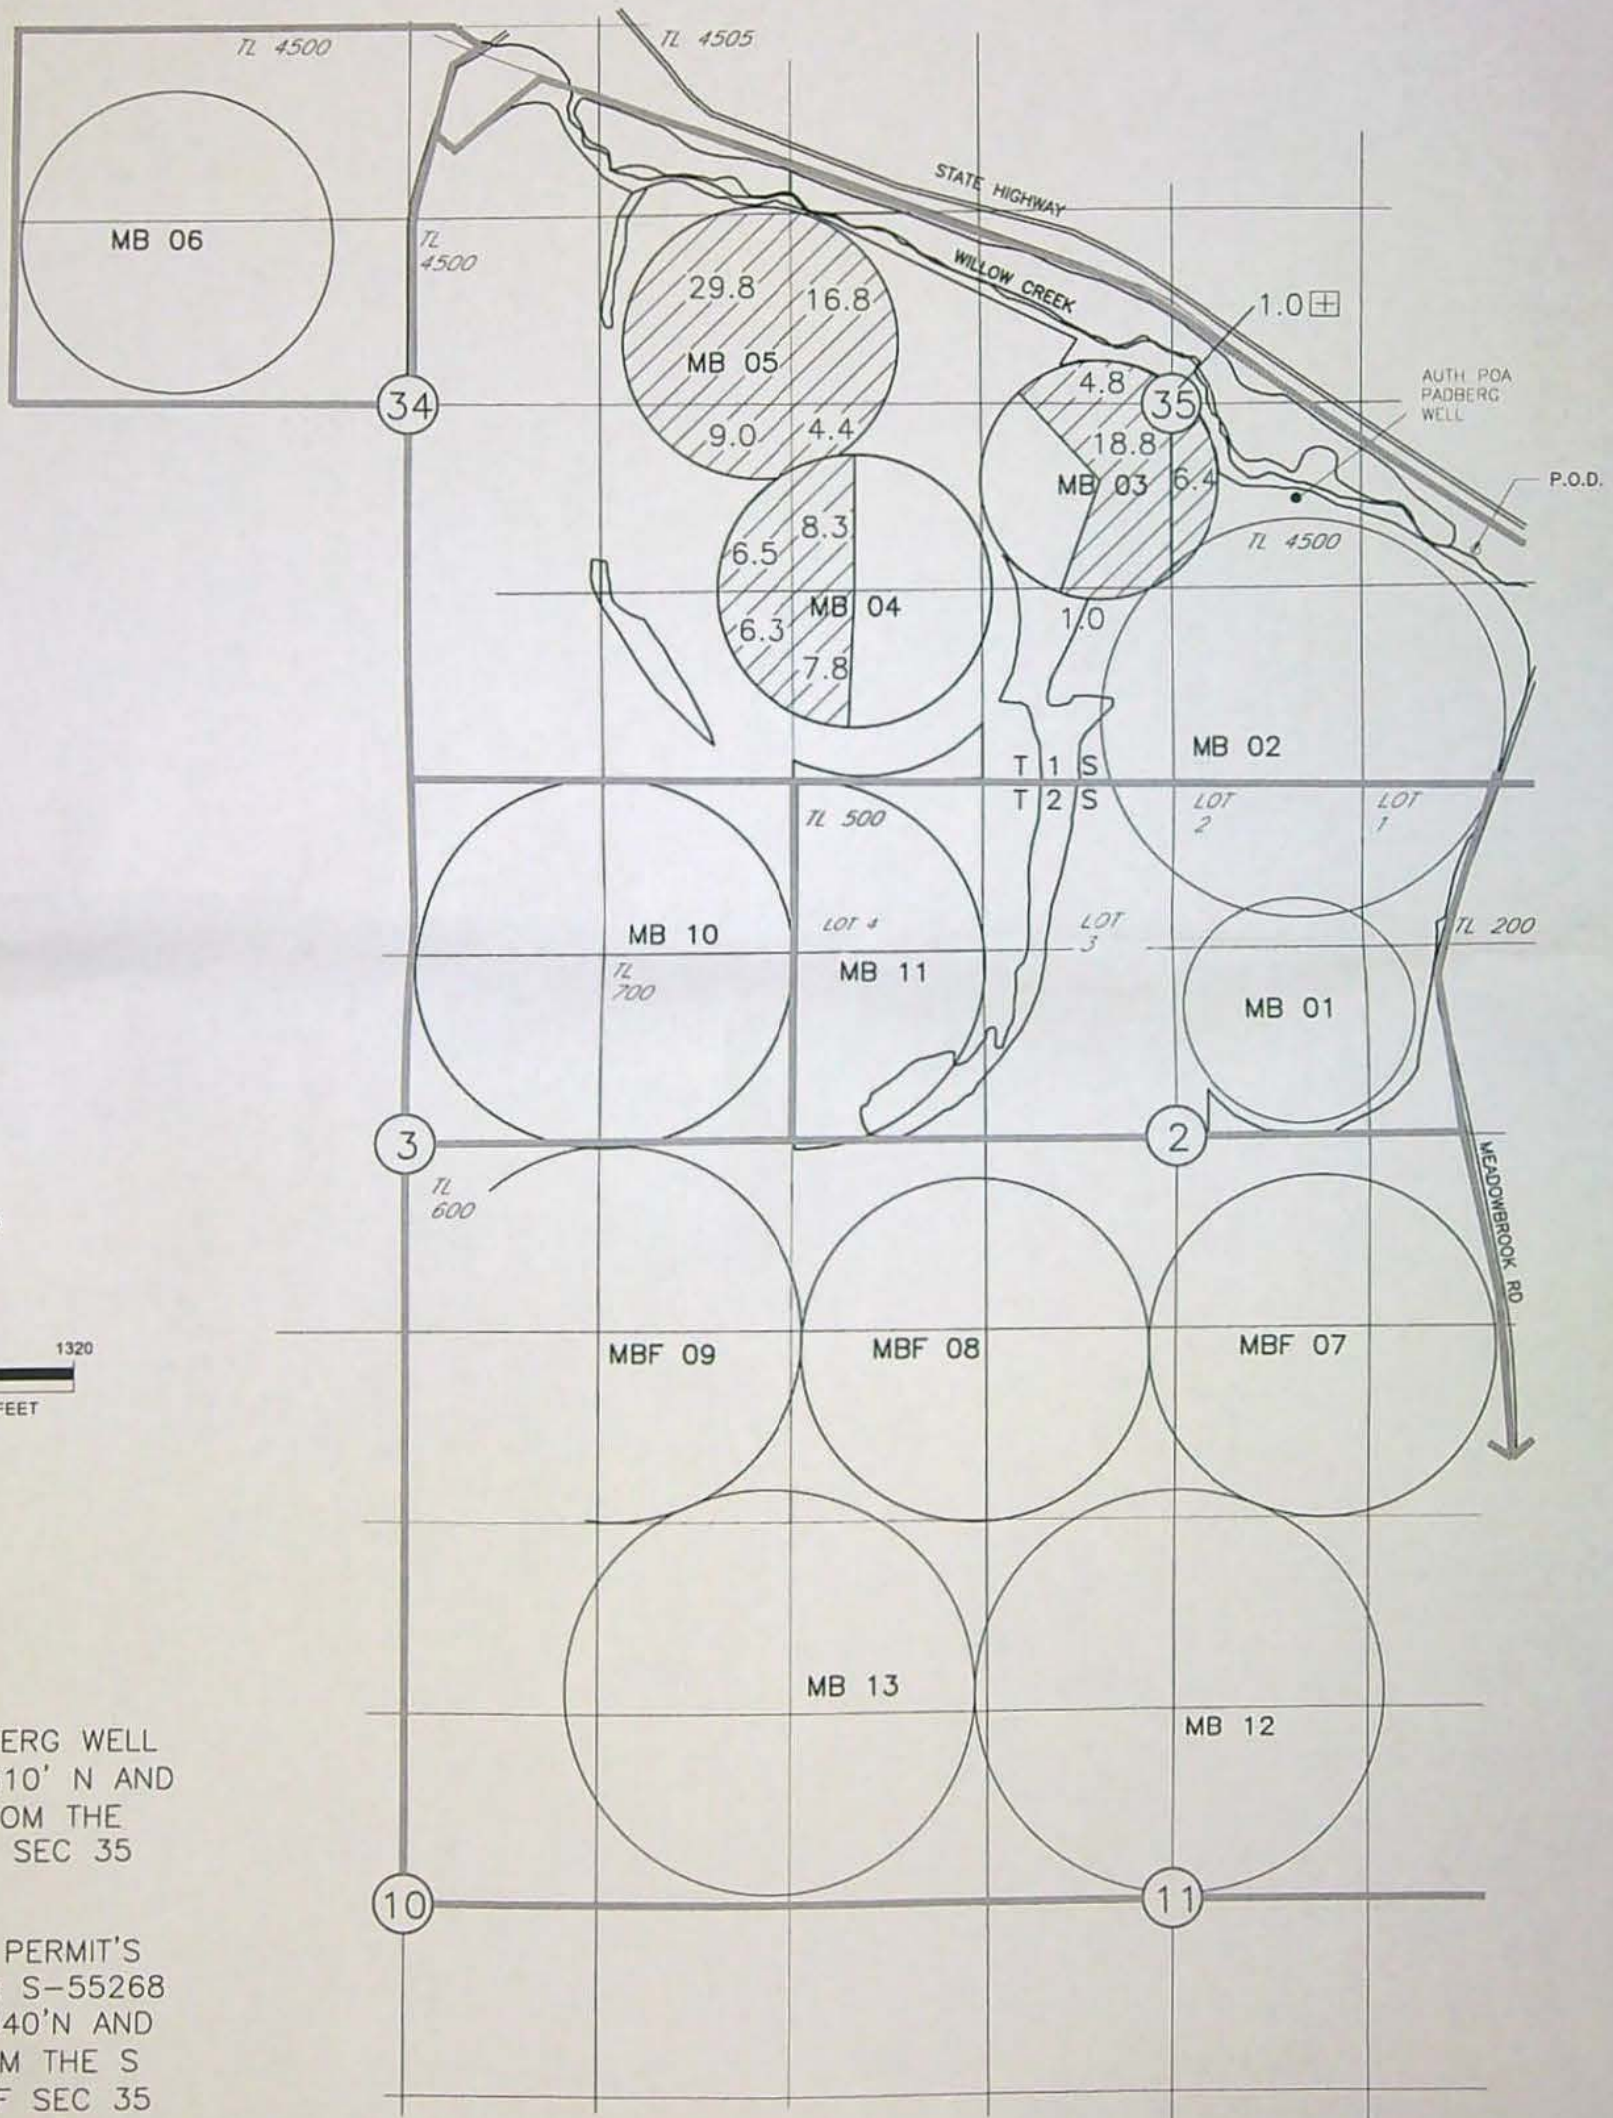 TL 4500
TL 4505
STATE HIGHWAY
MB 06
TL
4500
WILLOW CREEK
29.8
16.8
1.0
MB 05
4.8
AUTH POA
PADBERG
WELL
34
35
9.0
4.4
18.8
MB 03
6.4
P.O.D.
8.3
6.5
TL 4500
MB 04
1.0
6.3
7.8
MB 02
T 1 S
T 2 S
TL 500
LOT
2
LOT
1
MB 10
LOT 4
LOT
3
TL 200
TL
700
MB 11
MB 01
3
2
MEADOWBROOK RD
TL
600
1320
FEET
MBF 09
MBF 08
MBF 07
MB 13
MB 12
ERG WELL
10' N AND
OM THE
SEC 35
10
11
PERMIT'S
S-55268
40'N AND
M THE S
F SEC 35